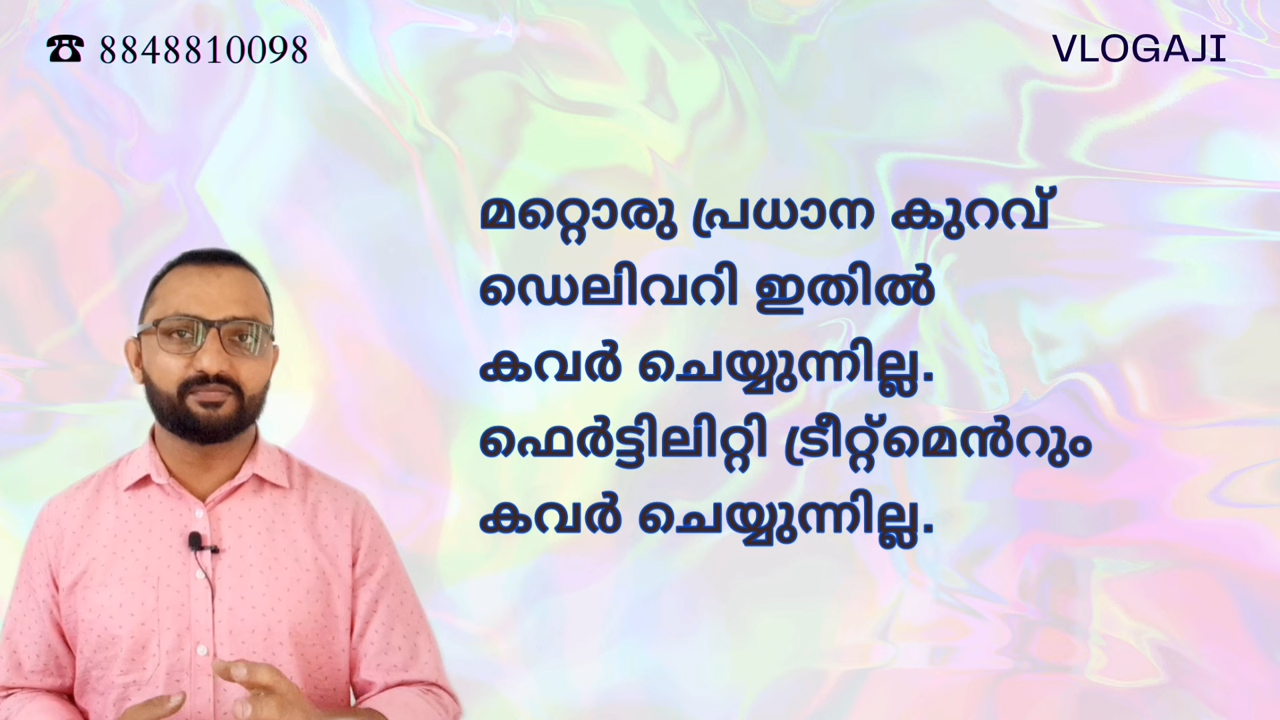 ☎ 8848810098
VLOGAJI
മറ്റൊരു പ്രധാന കുറവ്
ഡെലിവറി ഇതിൽ
കവർ ചെയ്യുന്നില്ല.
ഫെർട്ടിലിറ്റി ട്രീറ്റ്മെൻറും
കവർ ചെയ്യുന്നില്ല.